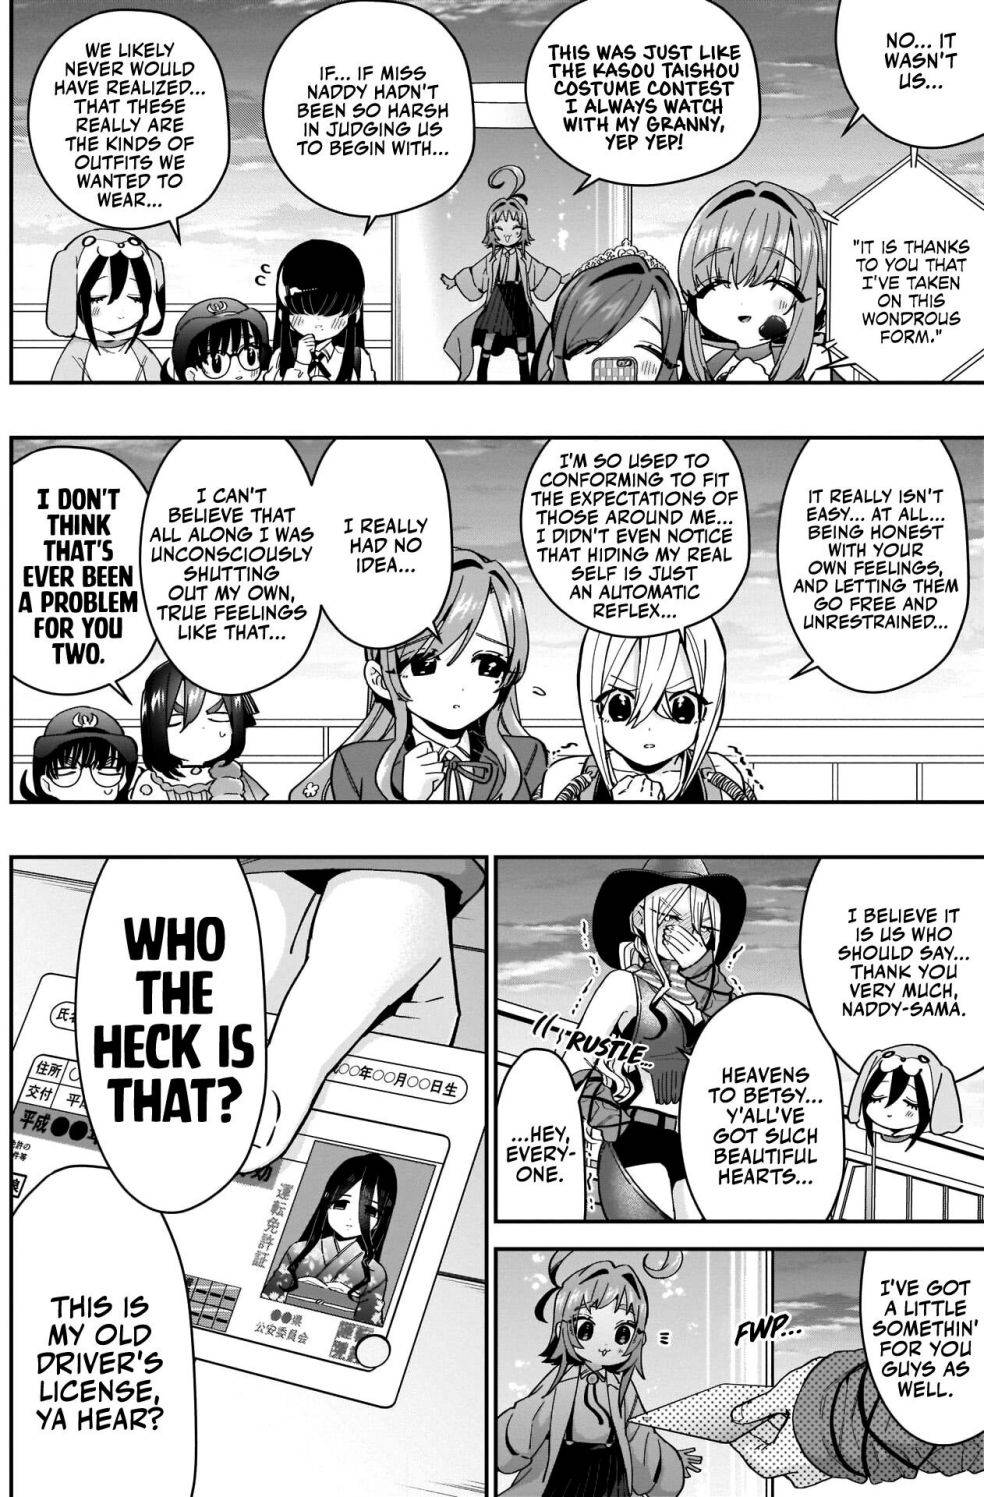 NO... IT
WASN'T
US...
"IT IS THANKS
TO YOU THAT
I'VE TAKEN
ON THIS
WONDROUS
FORM."
THIS WAS JUST LIKE
THE KASOU TAISHOU
COSTUME CONTEST
I ALWAYS WATCH
WITH MY GRANNY,
YEP YEP!
IF... IF MISS
NADDY HADN'T
BEEN SO HARSH
IN JUDGING US
TO BEGIN WITH...
WE LIKELY
NEVER WOULD
HAVE REALIZED...
THAT THESE
REALLY ARE
THE KINDS OF
OUTFITS WE
WANTED TO
WEAR...
IT REALLY ISN'T
EASY... AT ALL...
BEING HONEST
WITH YOUR
OWN FEELINGS,
AND LETTING THEM
GO FREE AND
UNRESTRAINED...
I'M SO USED TO
CONFORMING TO FIT
THE EXPECTATIONS OF
THOSE AROUND ME...
I DIDN'T EVEN NOTICE
THAT HIDING MY REAL
SELF IS JUST
AN AUTOMATIC
REFLEX...
I REALLY
HAD NO
IDEA...
I CAN'T
BELIEVE THAT
ALL ALONG I WAS
UNCONSCIOUSLY
SHUTTING
OUT MY OWN,
TRUE FEELINGS
LIKE THAT...
I DON'T
THINK
THAT'S
EVER BEEN
A PROBLEM
FOR YOU
TWO.
I BELIEVE IT
IS US WHO
SHOULD SAY...
THANK YOU
VERY MUCH,
NADDY-SAMA.
HEAVENS
TO BETSY...
Y'ALL'VE
GOT SUCH
BEAUTIFUL
HEARTS...
RUSTLE...
...HEY,
EVERY-
ONE.
I'VE GOT
A LITTLE
SOMETHIN'
FOR YOU
GUYS AS
WELL.
FWP...
WHO
THE
HECK IS
THAT?
氏
○○年○○月○○日生
住所
交付 平
平成●●年
運転免許証
●●県
公安委員会
THIS IS
MY OLD
DRIVER'S
LICENSE,
YA HEAR?